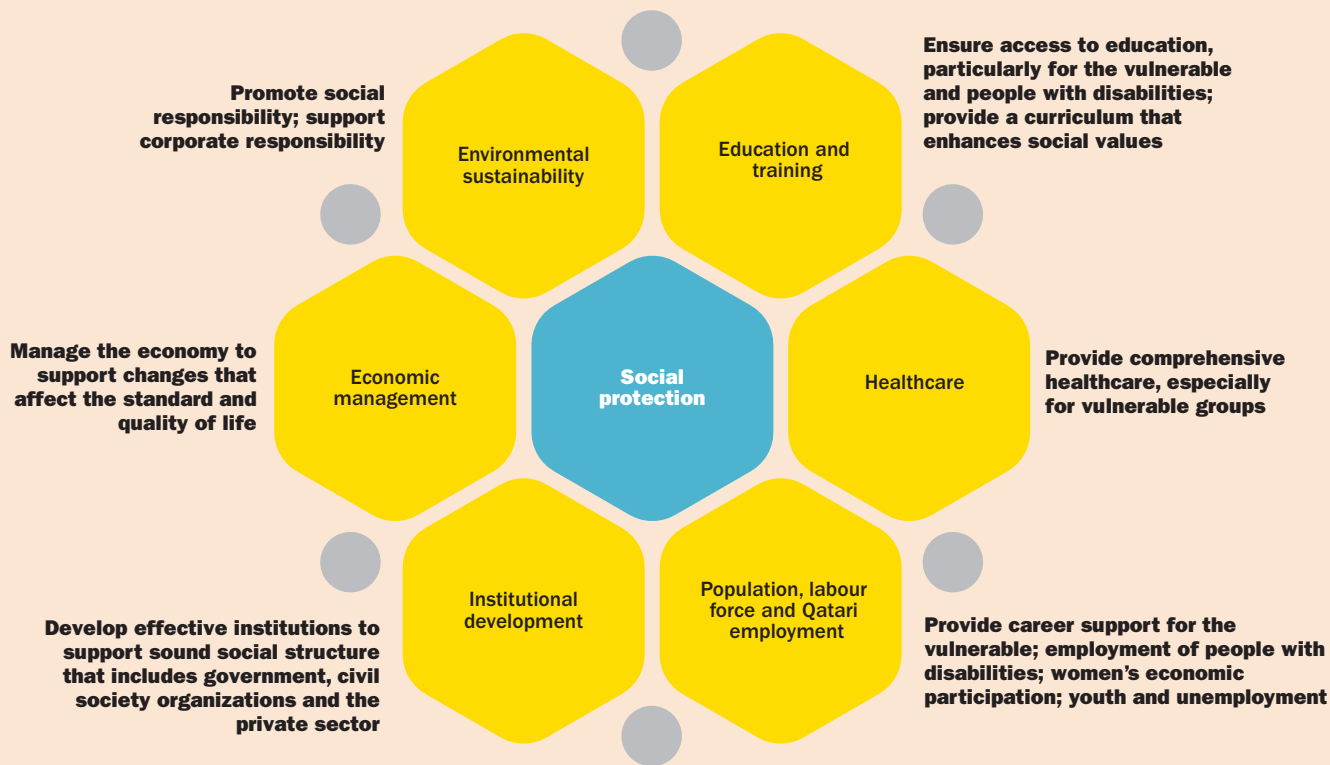 Promote social
responsibility; support
corporate responsibility
Environmental
sustainability
Education and
training
Ensure access to education,
particularly for the vulnerable
and people with disabilities;
provide a curriculum that
enhances social values
Manage the economy to
support changes that
affect the standard and
quality of life
Economic
management
Social
protection
Healthcare
Provide comprehensive
healthcare, especially
for vulnerable groups
Develop effective institutions to
support sound social structure
that includes government, civil
society organizations and the
private sector
Institutional
development
Population, labour
force and Qatari
employment
Provide career support for the
vulnerable; employment of people with
disabilities; women’s economic
participation; youth and unemployment